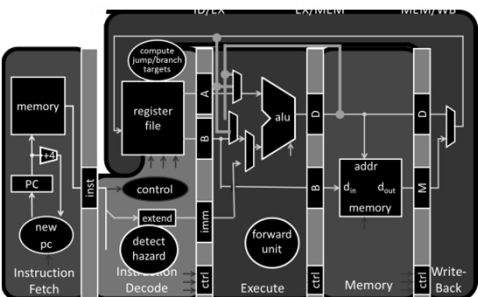 ID/EX
EX/MEM
MEM/WB
compute
jump/branch
targets
memory
register
file
A
B
alu
D
D
+4
PC
new
pc
inst
control
extend
detect
hazard
imm
ctrl
forward
unit
B
ctrl
addr
din
dout
memory
M
ctrl
Instruction
Fetch
Instruction
Decode
Execute
Memory
Write-
Back